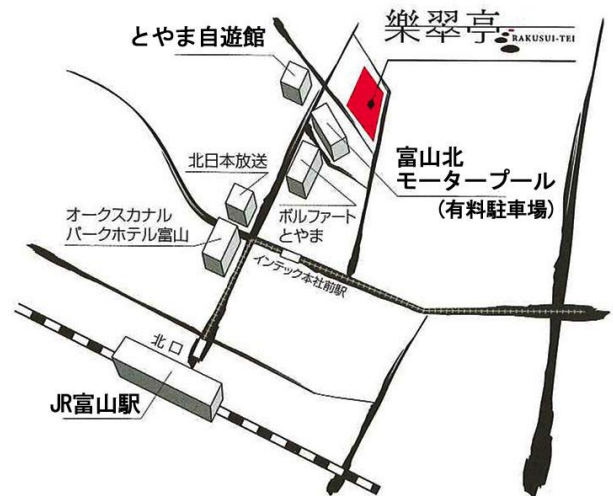 樂翠亭
RAKUSUI-TEI
とやま自遊館
富山北
モータープール
(有料駐車場)
北日本放送
ボルファート
とやま
オークスカナル
パークホテル富山
インテック本社前駅
北口
JR富山駅